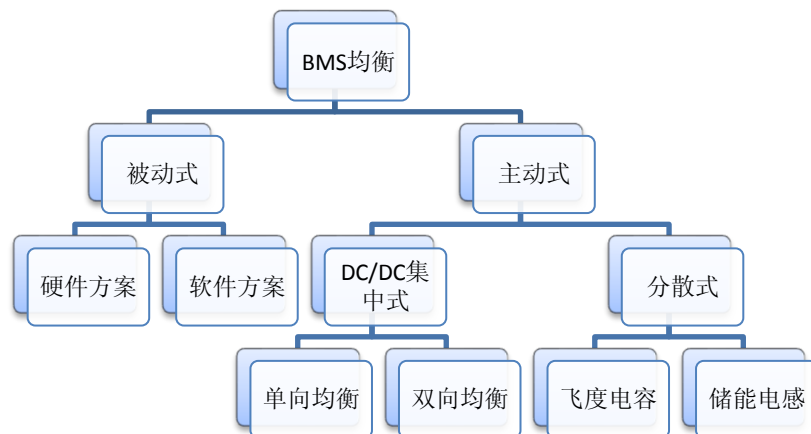 BMS均衡
被动式
主动式
硬件方案
软件方案
DC/DC集
中式
分散式
单向均衡
双向均衡
飞度电容
储能电感